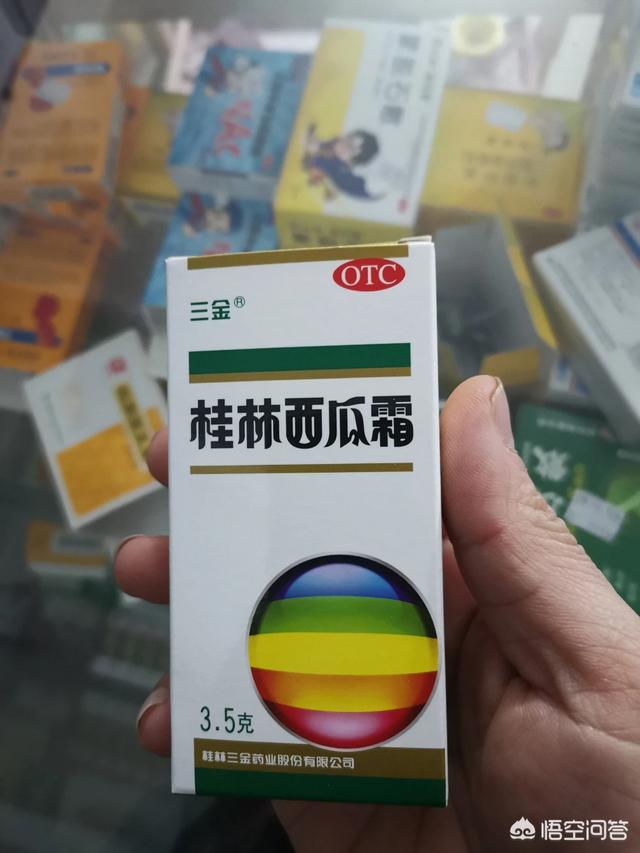 OTC
三金®
桂林西瓜霜
3.5克
桂林三金药业股份有限公司
悟空问答